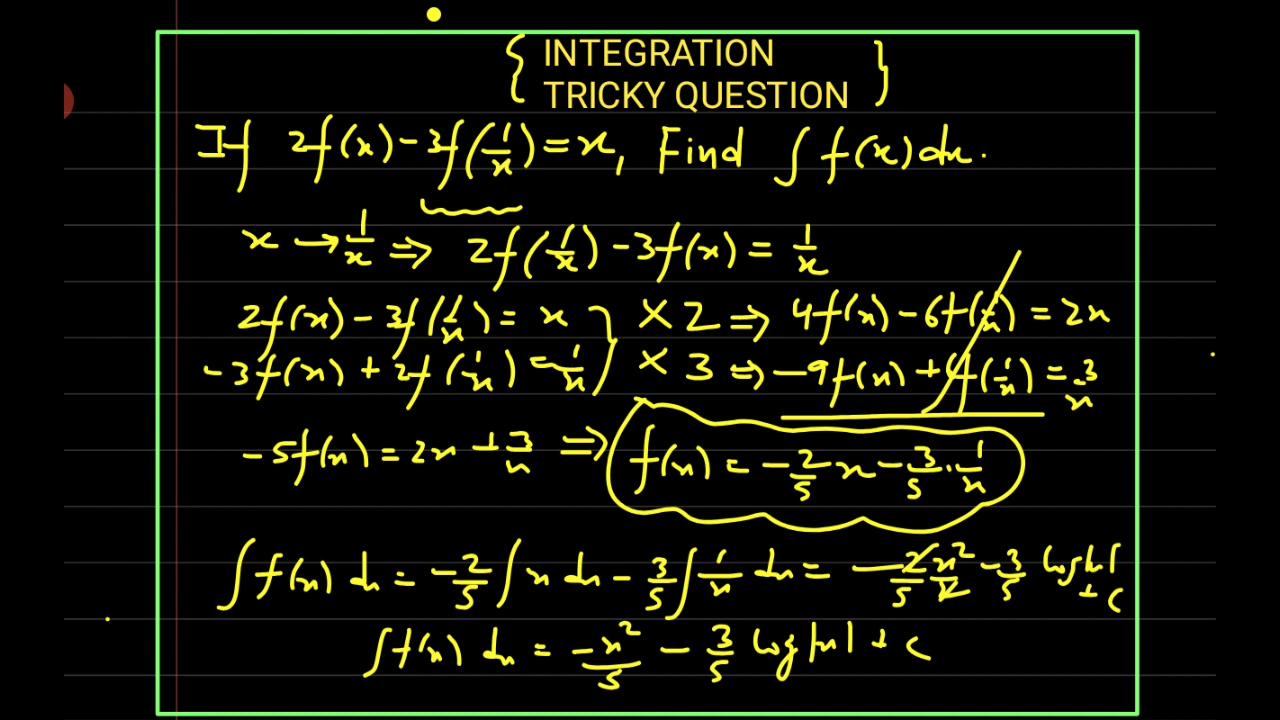 { INTEGRATION }
{ TRICKY QUESTION }
If 2f(x) - 3f(1/x) = x, Find ∫ f(x) dx.
x → 1/x ⇒ 2f(1/x) - 3f(x) = 1/x
2f(x) - 3f(1/x) = x } × 2 ⇒ 4f(x) - 6f(1/x) = 2x
-3f(x) + 2f(1/x) = 1/x } × 3 ⇒ -9f(x) + 6f(1/x) = 3/x
-5f(x) = 2x + 3/x ⇒ f(x) = -2/5 x - 3/5 · 1/x
∫ f(x) dx = -2/5 ∫ x dx - 3/5 ∫ 1/x dx = -2/5 x²/2 - 3/5 log|x| + c
∫ f(x) dx = -x²/5 - 3/5 log|x| + c